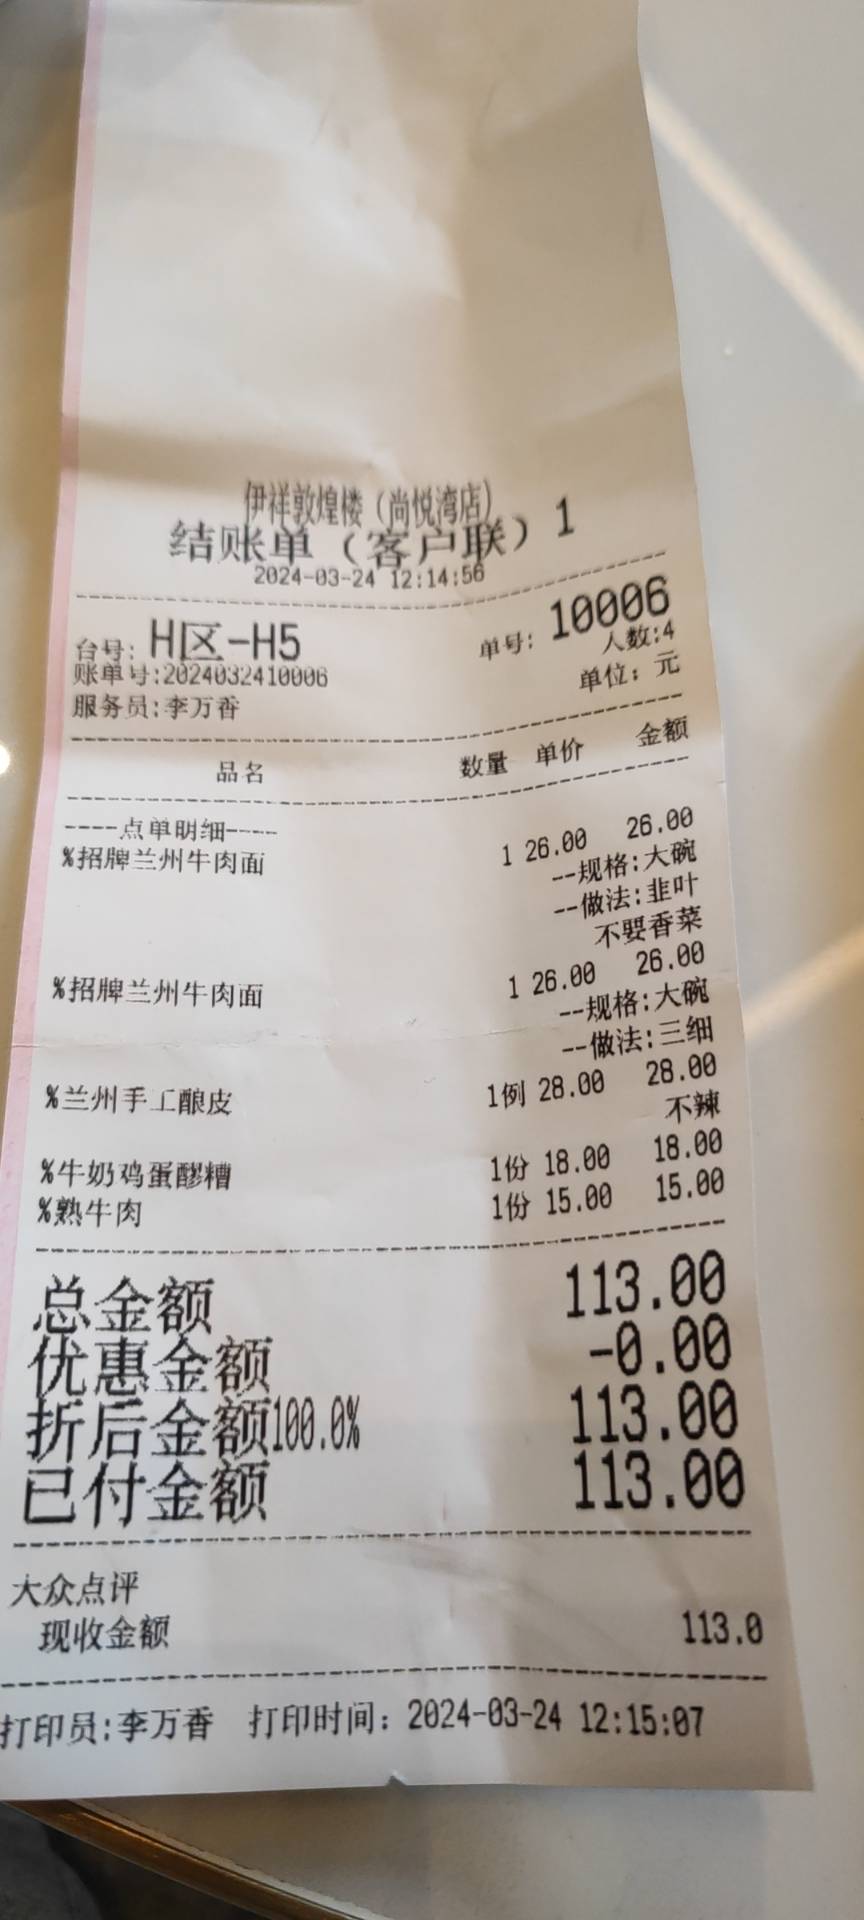 伊祥敦煌楼（尚悦湾店）
结账单（客户联）1
2024-03-24 12:14:56
台号: H区-H5 单号: 10006
账单号:2024032410006 人数:4
服务员:李万香 单位: 元
品名 数量 单价 金额
----点单明细----
%招牌兰州牛肉面 1 26.00 26.00
--规格:大碗
--做法:韭叶
不要香菜
%招牌兰州牛肉面 1 26.00 26.00
--规格:大碗
--做法:三细
%兰州手工酿皮 1例 28.00 28.00
不辣
%牛奶鸡蛋醪糟 1份 18.00 18.00
%熟牛肉 1份 15.00 15.00
总金额 113.00
优惠金额 -0.00
折后金额100.0% 113.00
已付金额 113.00
大众点评
现收金额 113.0
打印员:李万香 打印时间: 2024-03-24 12:15:07